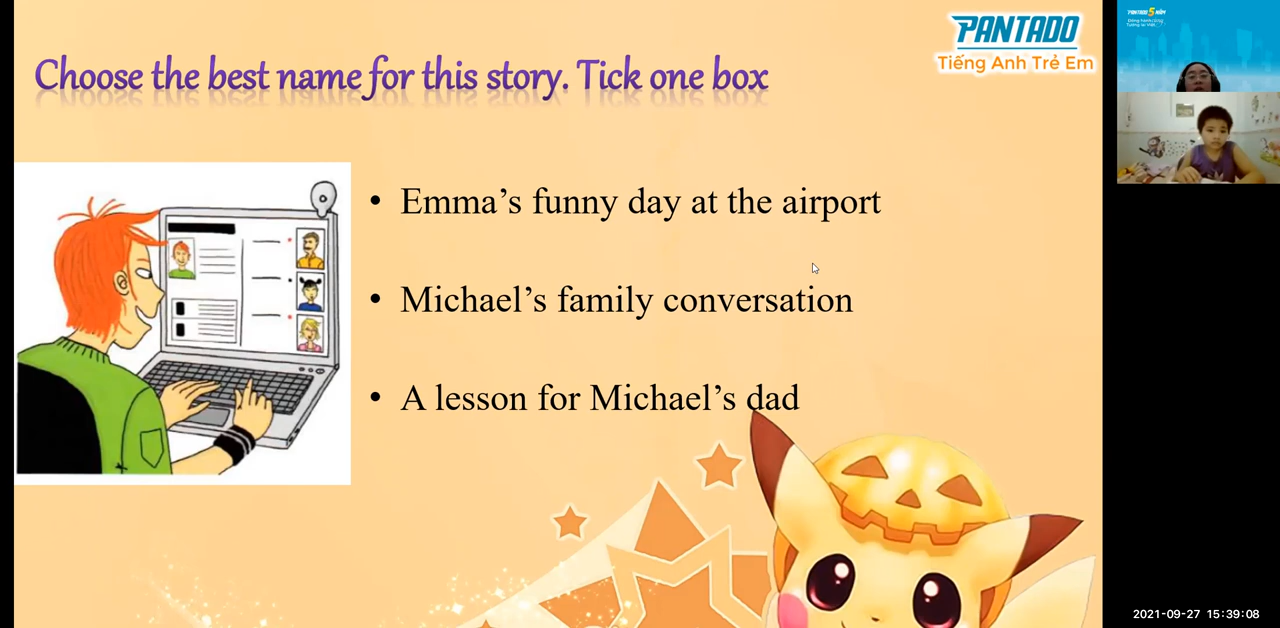 PANTADO
Tiếng Anh Trẻ Em
Choose the best name for this story. Tick one box
• Emma’s funny day at the airport
• Michael’s family conversation
• A lesson for Michael’s dad
2021-09-27 15:39:08